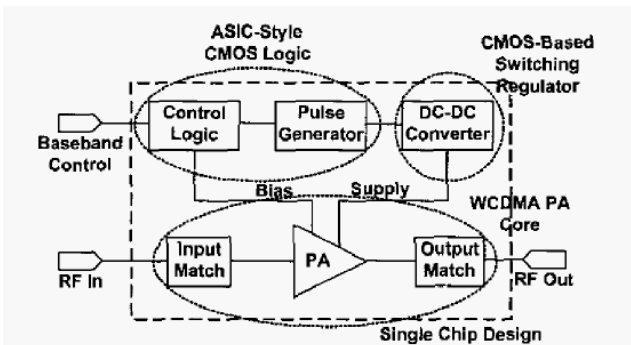 ASIC-Style
CMOS Logic
CMOS-Based
Switching
Regulator
Control
Logic
Pulse
Generator
DC-DC
Converter
Baseband
Control
Bias
Supply
WCDMA PA
Core
Input
Match
PA
Output
Match
RF In
RF Out
Single Chip Design